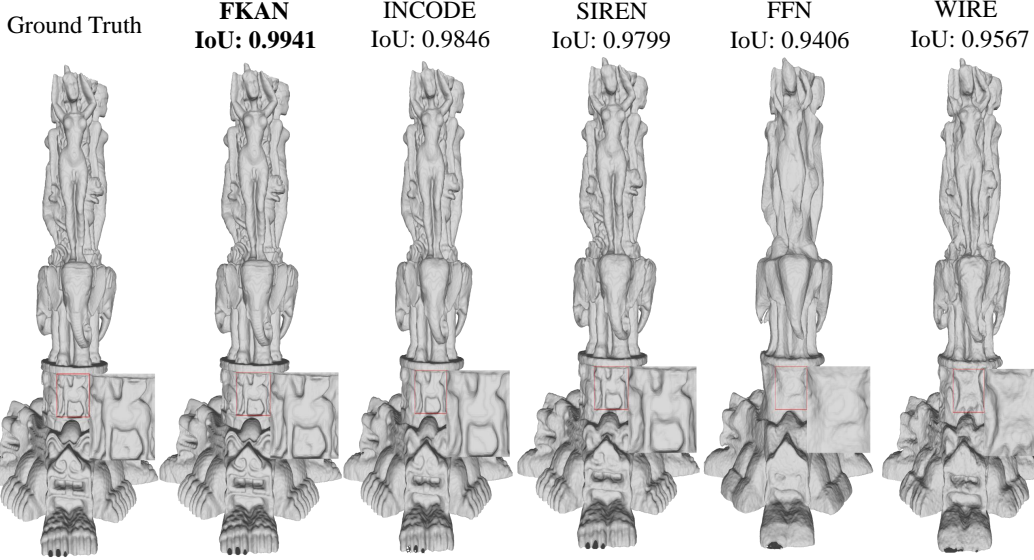 Ground Truth
FKAN
IoU: 0.9941
INCODE
IoU: 0.9846
SIREN
IoU: 0.9799
FFN
IoU: 0.9406
WIRE
IoU: 0.9567